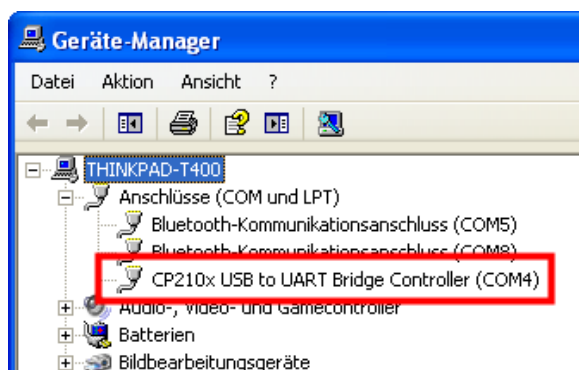 Geräte-Manager
Datei Aktion Ansicht ?
THINKPAD-T400
Anschlüsse (COM und LPT)
Bluetooth-Kommunikationsanschluss (COM5)
Bluetooth-Kommunikationsanschluss (COM8)
CP210x USB to UART Bridge Controller (COM4)
Audio-, Video- und Gamecontroller
Batterien
Bildbearbeitungsgeräte